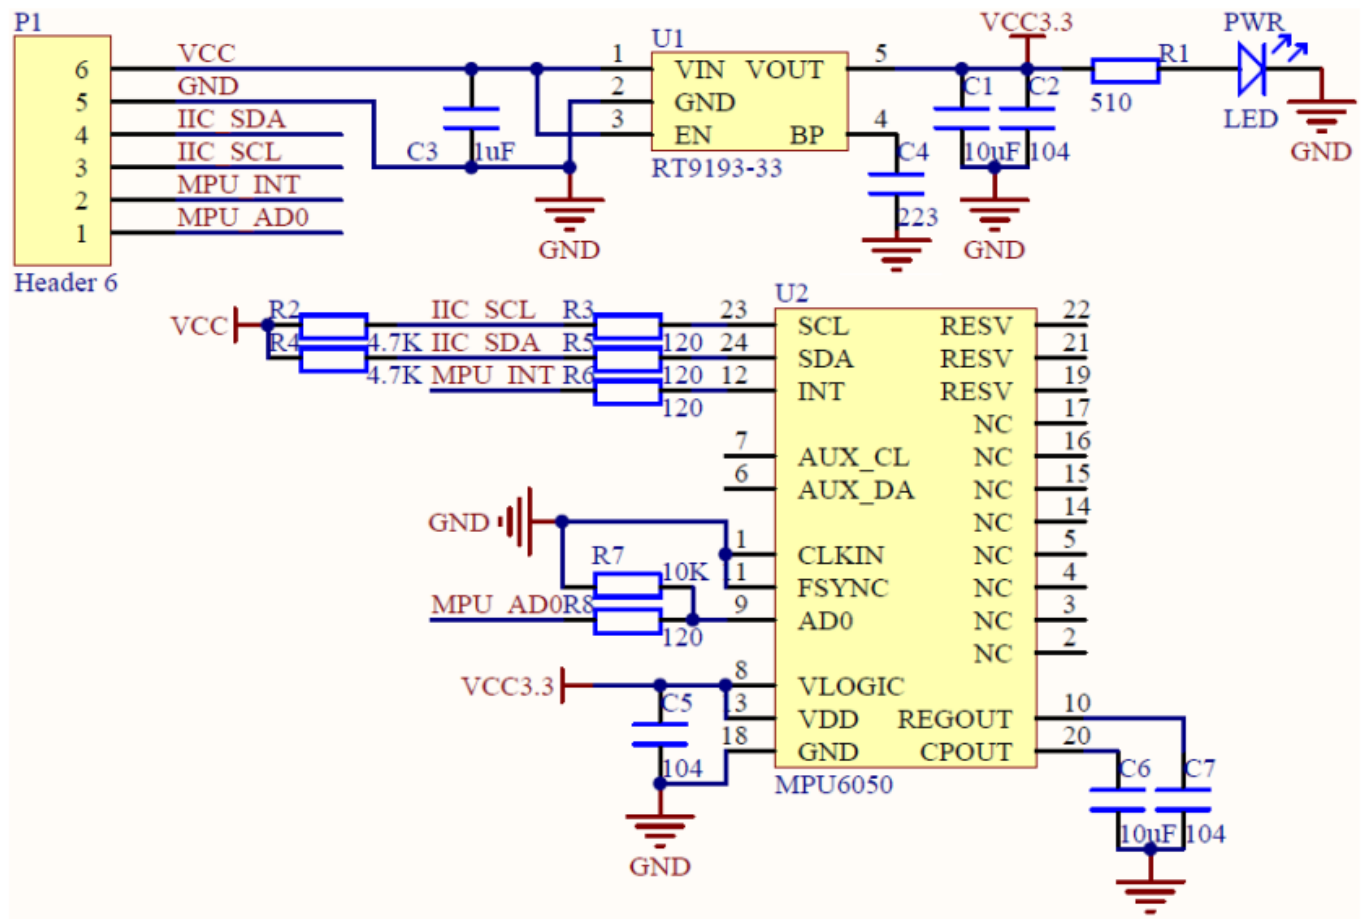 P1
6 VCC
5 GND
4 IIC_SDA
3 IIC_SCL
2 MPU_INT
1 MPU_AD0
Header 6
C3 1uF
GND
U1
1 VIN VOUT 5
2 GND
3 EN BP 4
RT9193-33
C4
223
VCC3.3
C1 C2
10uF 104
GND
R1
510
PWR
LED
GND
VCC
R2 IIC_SCL R3 23
4.7K 120
R4 IIC_SDA R5 24
4.7K 120
MPU_INT R6 12
120
U2
SCL RESV 22
SDA RESV 21
INT RESV 19
NC 17
7 AUX_CL NC 16
6 AUX_DA NC 15
NC 14
GND
1 CLKIN NC 5
R7 10K
1 FSYNC NC 4
MPU_AD0 R8 120
9 AD0 NC 3
NC 2
VCC3.3
8 VLOGIC
C5
104
13 VDD REGOUT 10
18 GND CPOUT 20
MPU6050
GND
C6 C7
10uF 104